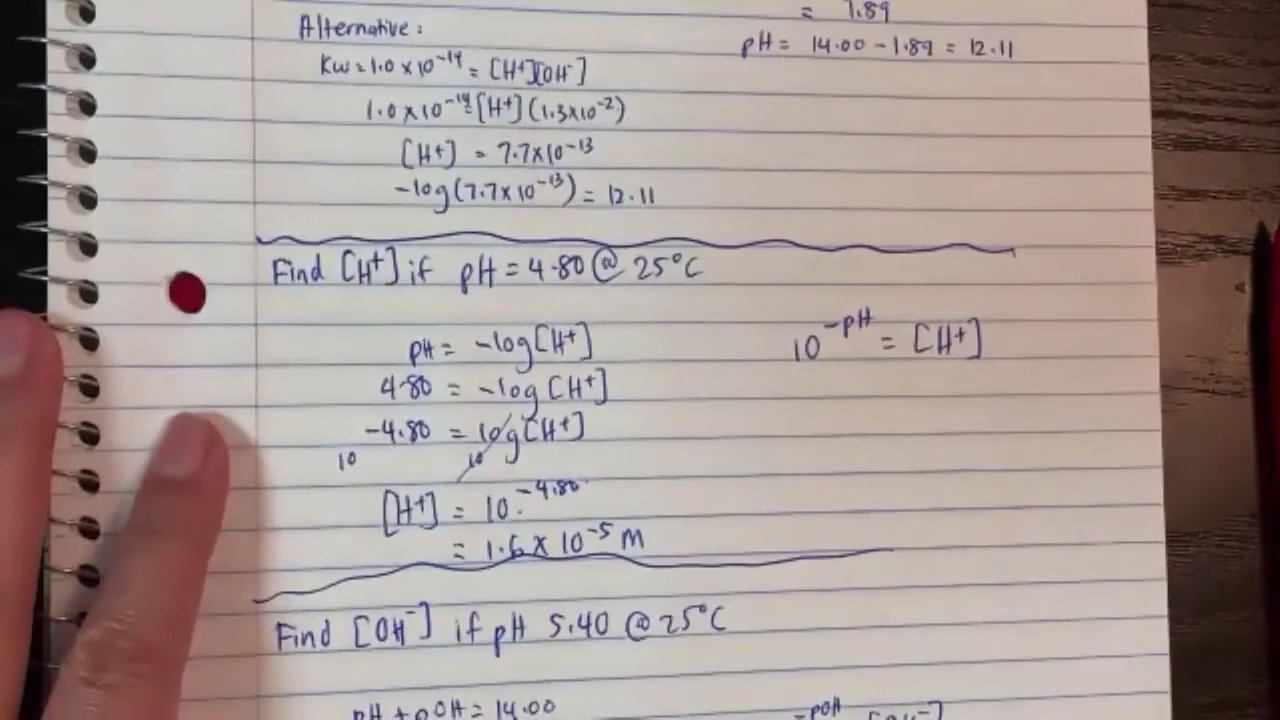 = 1.89
pH = 14.00 - 1.89 = 12.11
Alternative:
Kw = 1.0 x 10⁻¹⁴ = [H+][OH-]
1.0 x 10⁻¹⁴ = [H+] (1.3x10⁻²)
[H+] = 7.7x10⁻¹³
-log(7.7x10⁻¹³) = 12.11
Find [H+] if pH = 4.80 @ 25°C
pH = -log[H+]
10⁻ᵖᴴ = [H+]
4.80 = -log [H+]
-4.80 = log [H+]
10 10
[H+] = 10⁻⁴·⁸⁰
= 1.6 x 10⁻⁵ M
Find [OH-] if pH 5.40 @ 25°C
pH + pOH = 14.00
-pOH [OH-]